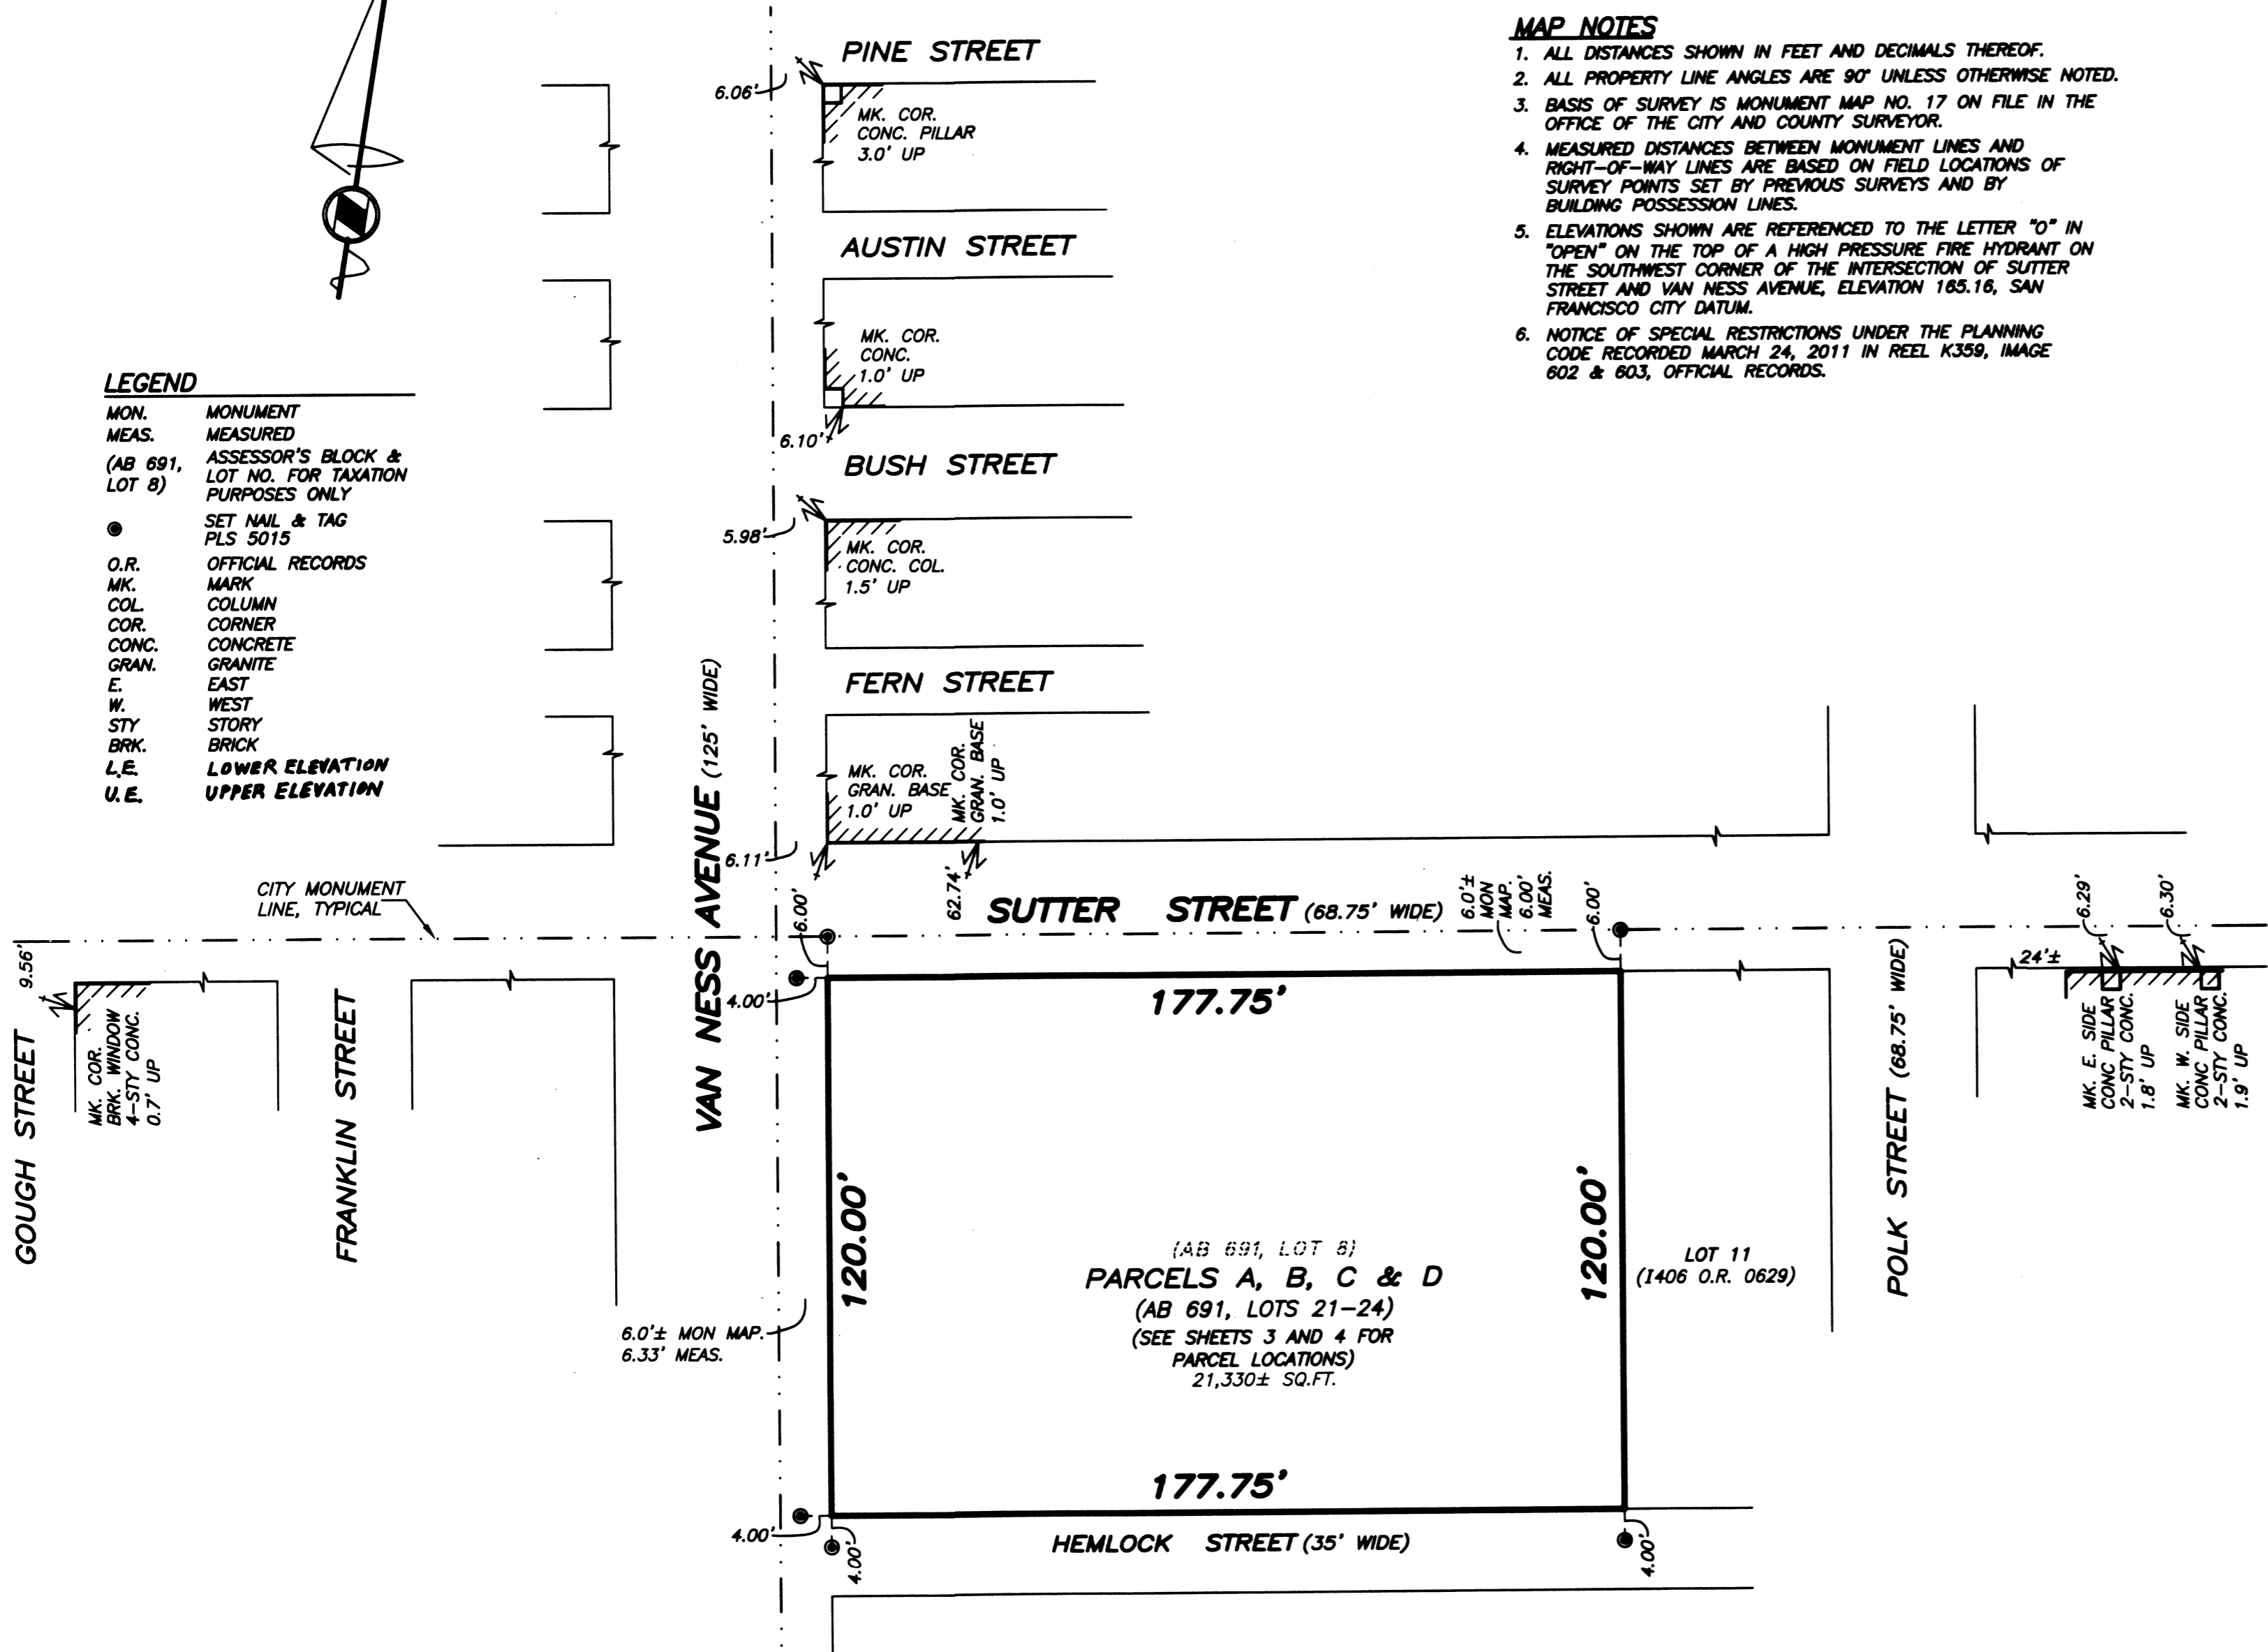 PINE STREET
6.06'
MK. COR.
CONC. PILLAR
3.0' UP
AUSTIN STREET
MK. COR.
CONC.
1.0' UP
6.10'
BUSH STREET
5.98'
MK. COR.
CONC. COL.
1.5' UP
FERN STREET
MK. COR.
GRAN. BASE
1.0' UP
MK. COR.
GRAN. BASE
1.0' UP
6.11'
62.74'
MAP NOTES
1. ALL DISTANCES SHOWN IN FEET AND DECIMALS THEREOF.
2. ALL PROPERTY LINE ANGLES ARE 90° UNLESS OTHERWISE NOTED.
3. BASIS OF SURVEY IS MONUMENT MAP NO. 17 ON FILE IN THE
OFFICE OF THE CITY AND COUNTY SURVEYOR.
4. MEASURED DISTANCES BETWEEN MONUMENT LINES AND
RIGHT-OF-WAY LINES ARE BASED ON FIELD LOCATIONS OF
SURVEY POINTS SET BY PREVIOUS SURVEYS AND BY
BUILDING POSSESSION LINES.
5. ELEVATIONS SHOWN ARE REFERENCED TO THE LETTER "O" IN
"OPEN" ON THE TOP OF A HIGH PRESSURE FIRE HYDRANT ON
THE SOUTHWEST CORNER OF THE INTERSECTION OF SUTTER
STREET AND VAN NESS AVENUE, ELEVATION 165.16, SAN
FRANCISCO CITY DATUM.
6. NOTICE OF SPECIAL RESTRICTIONS UNDER THE PLANNING
CODE RECORDED MARCH 24, 2011 IN REEL K359, IMAGE
602 & 603, OFFICIAL RECORDS.
LEGEND
MON. MONUMENT
MEAS. MEASURED
(AB 691, ASSESSOR'S BLOCK &
LOT 8) LOT NO. FOR TAXATION
PURPOSES ONLY
SET NAIL & TAG
PLS 5015
O.R. OFFICIAL RECORDS
MK. MARK
COL. COLUMN
COR. CORNER
CONC. CONCRETE
GRAN. GRANITE
E. EAST
W. WEST
STY STORY
BRK. BRICK
L.E. LOWER ELEVATION
U.E. UPPER ELEVATION
CITY MONUMENT
LINE, TYPICAL
VAN NESS AVENUE (125' WIDE)
SUTTER STREET (68.75' WIDE)
6.00'
6.0'±
MON
MAP.
6.00'
MEAS.
6.00'
9.56'
GOUGH STREET
MK. COR.
BRK. WINDOW
4-STY CONC.
0.7' UP
FRANKLIN STREET
4.00'
177.75'
120.00'
120.00'
(AB 691, LOT 8)
PARCELS A, B, C & D
(AB 691, LOTS 21-24)
(SEE SHEETS 3 AND 4 FOR
PARCEL LOCATIONS)
21,330± SQ.FT.
6.0'± MON MAP.
6.33' MEAS.
LOT 11
(I406 O.R. 0629)
POLK STREET (68.75' WIDE)
24'±
6.29'
6.30'
MK. E. SIDE
CONC PILLAR
2-STY CONC.
1.8' UP
MK. W. SIDE
CONC PILLAR
2-STY CONC.
1.9' UP
177.75'
4.00'
4.00'
4.00'
HEMLOCK STREET (35' WIDE)